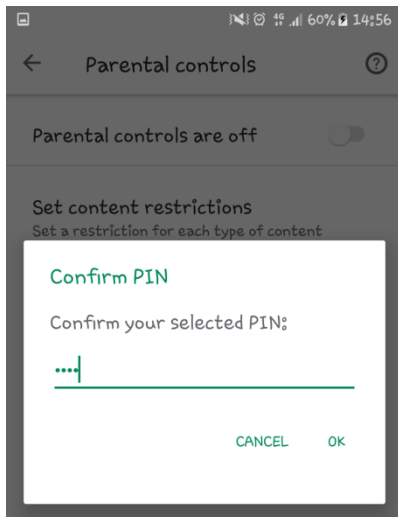 4G 60% 14:56
Parental controls ?
Parental controls are off
Set content restrictions
Set a restriction for each type of content
Confirm PIN
Confirm your selected PIN:
••••
CANCEL OK